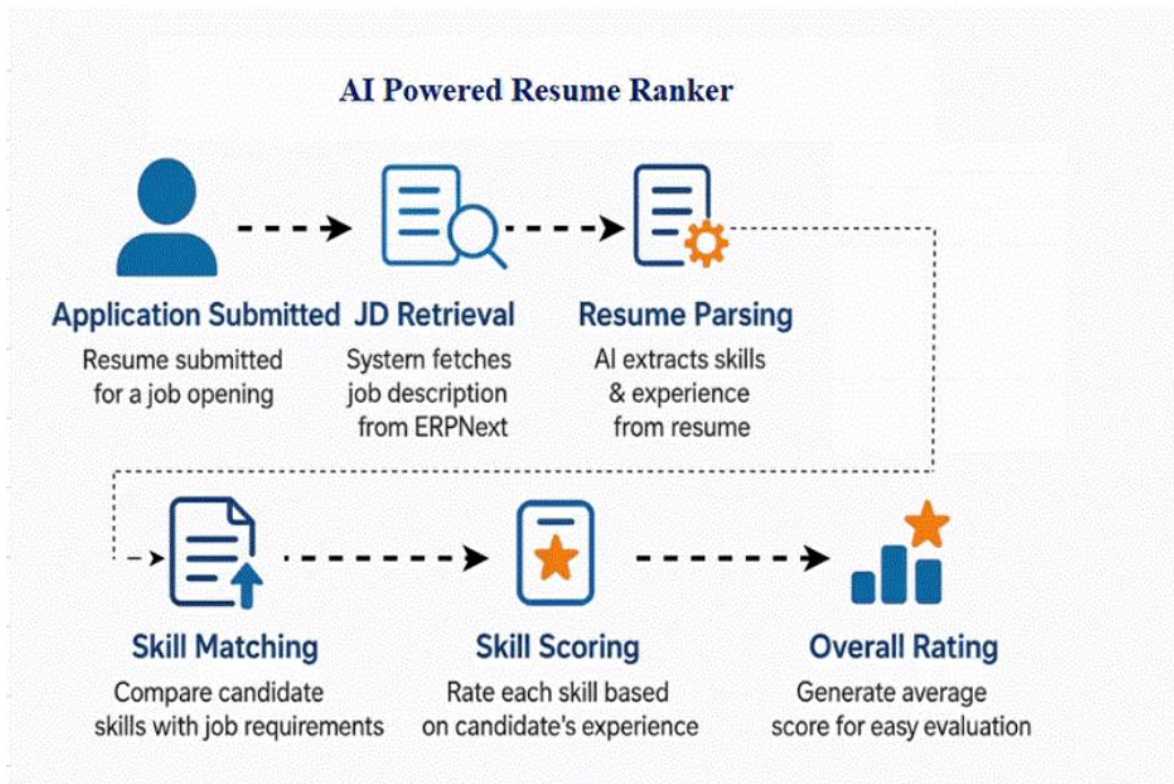 AI Powered Resume Ranker
Application Submitted
Resume submitted
for a job opening
JD Retrieval
System fetches
job description
from ERPNext
Resume Parsing
AI extracts skills
& experience
from resume
Skill Matching
Compare candidate
skills with job requirements
Skill Scoring
Rate each skill based
on candidate's experience
Overall Rating
Generate average
score for easy evaluation